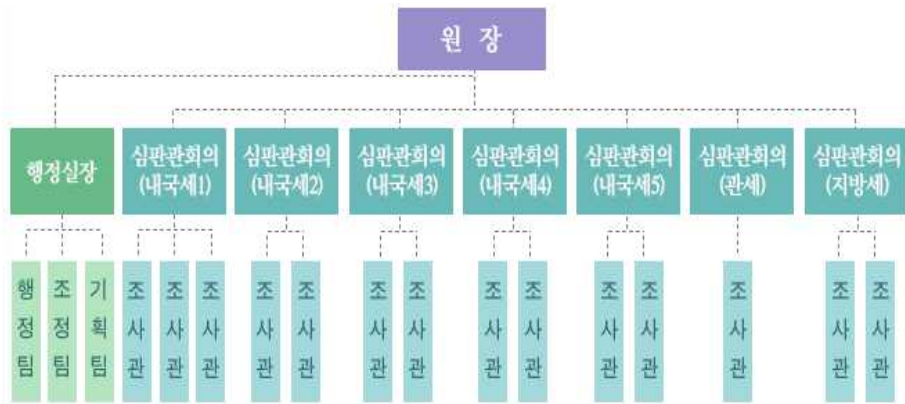 원 장
행정실장
심판관회의
(내국세1)
심판관회의
(내국세2)
심판관회의
(내국세3)
심판관회의
(내국세4)
심판관회의
(내국세5)
심판관회의
(관세)
심판관회의
(지방세)
행정팀
조정팀
기획팀
조사관
조사관
조사관
조사관
조사관
조사관
조사관
조사관
조사관
조사관
조사관
조사관
조사관
조사관